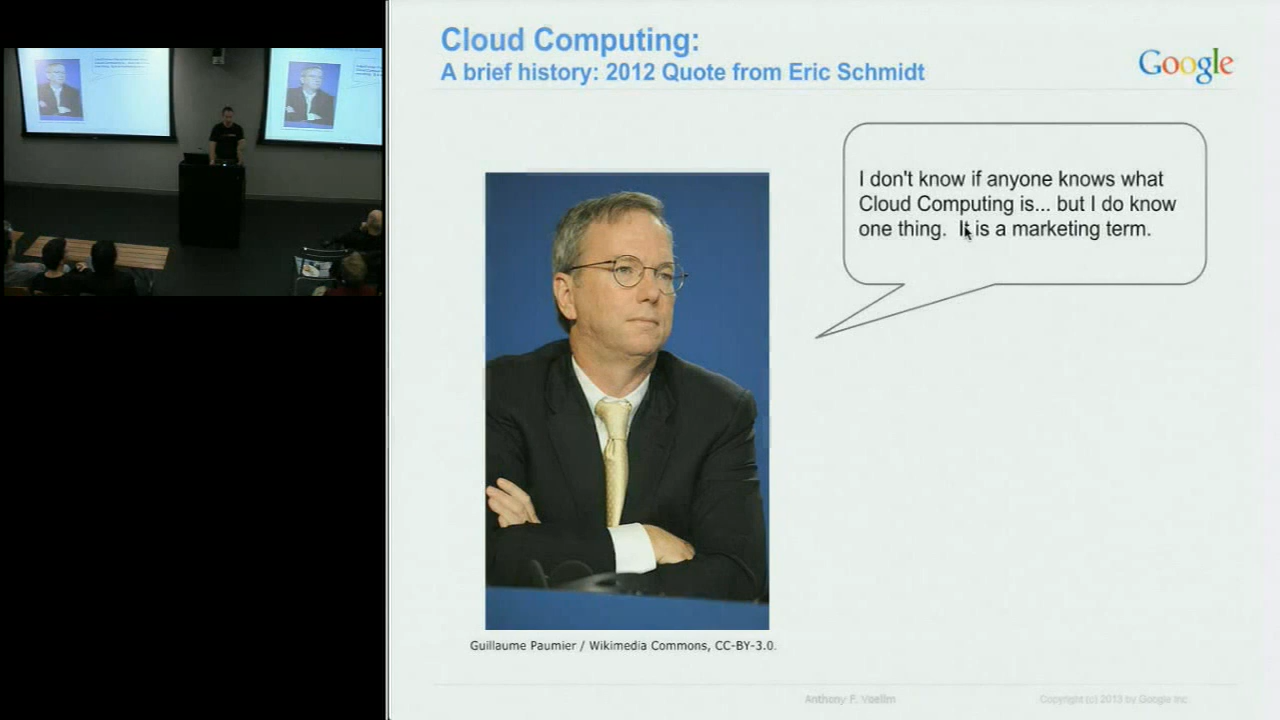 Cloud Computing:
A brief history: 2012 Quote from Eric Schmidt
Google
I don't know if anyone knows what
Cloud Computing is... but I do know
one thing. It is a marketing term.
Guillaume Paumier / Wikimedia Commons, CC-BY-3.0.
Anthony F. Voellm
Copyright (c) 2013 by Google Inc.